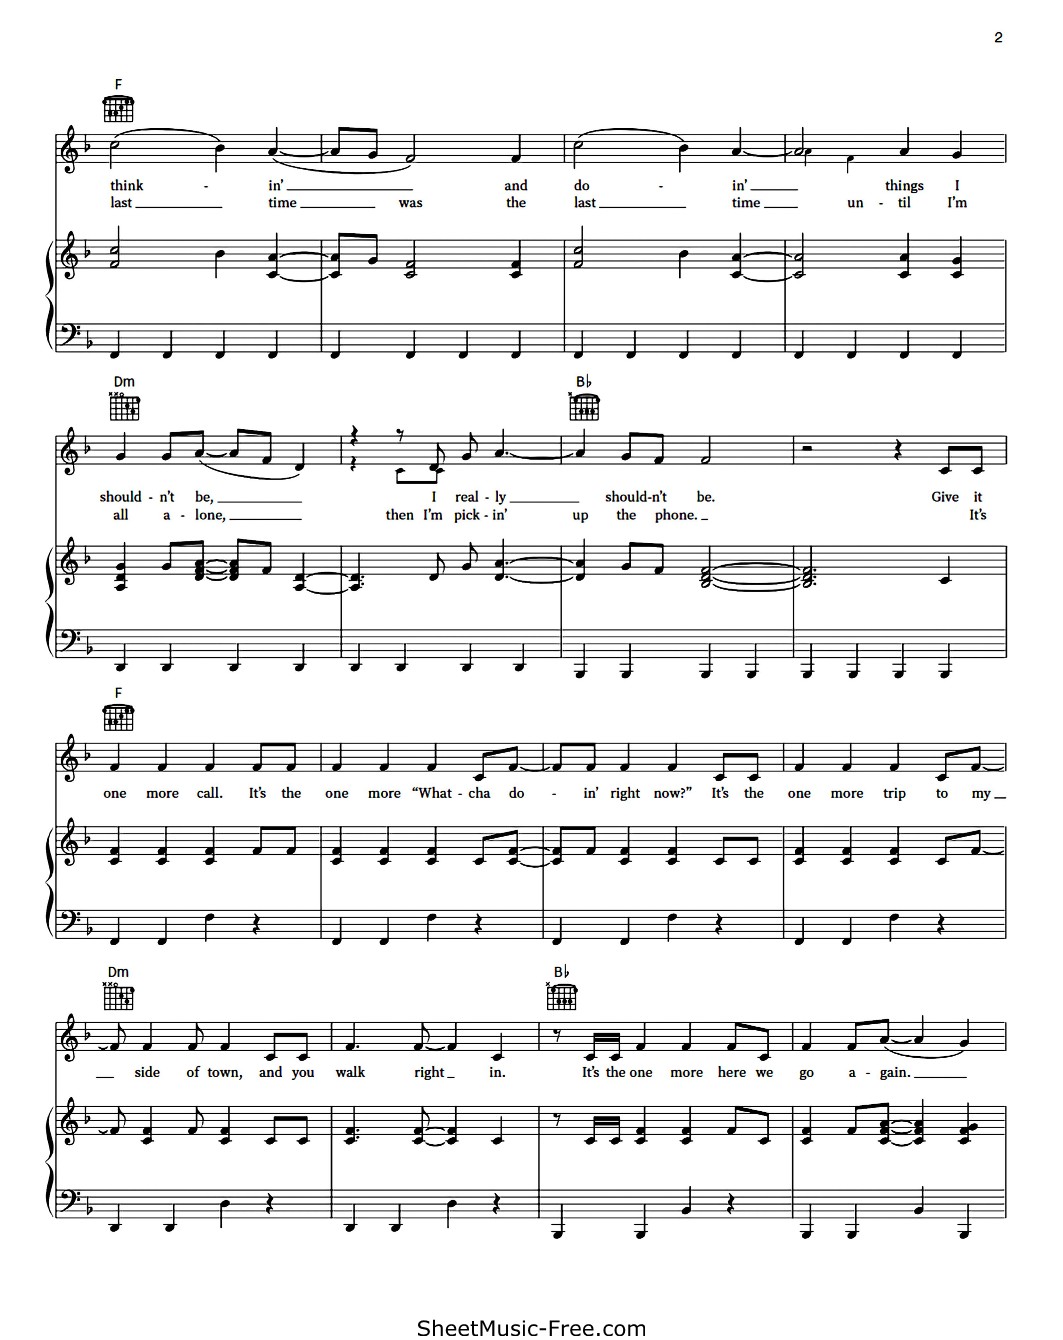 2
F
think - in’ and do - in’ things I
last time was the last time un - til I’m
Dm B♭
should - n’t be, I real - ly should-n’t be. Give it
all a - lone, then I’m pick - in’ up the phone. It’s
F
one more call. It’s the one more “What - cha do - in’ right now?” It’s the one more trip to my
Dm B♭
side of town, and you walk right in. It’s the one more here we go a - gain.
SheetMusic-Free.com